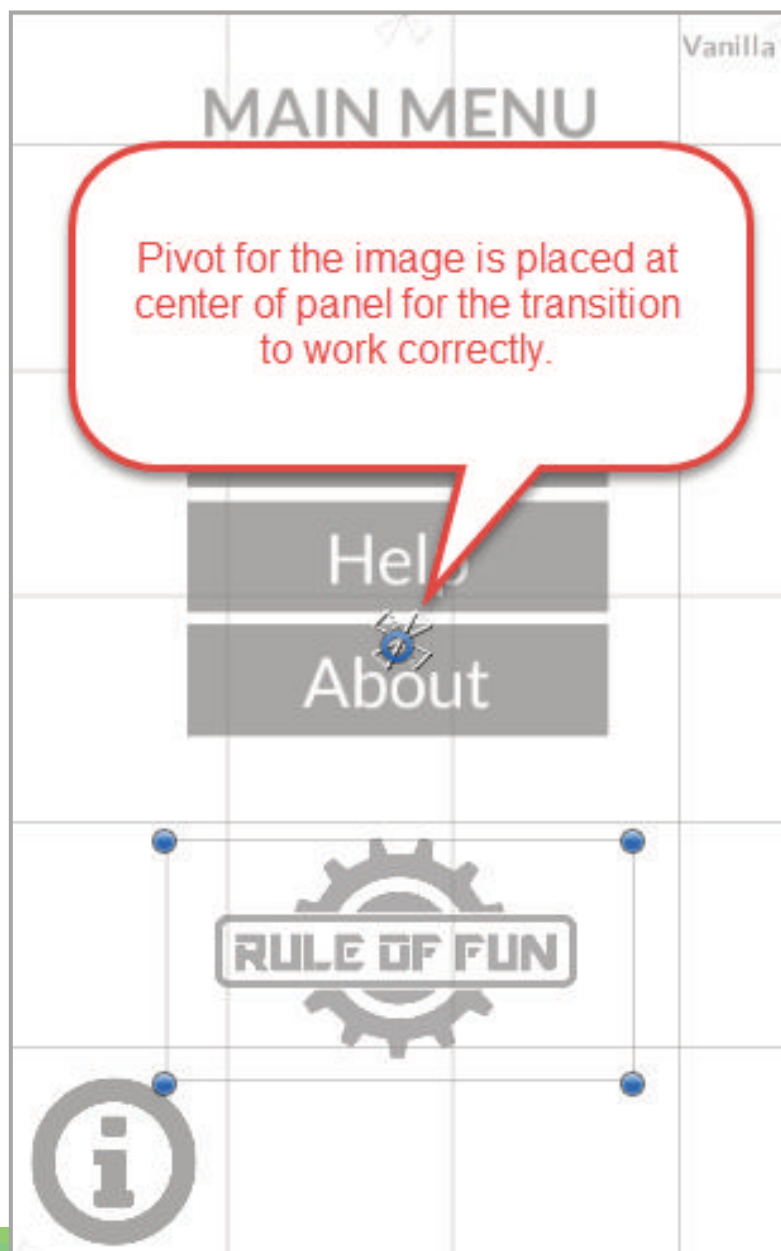 Vanilla
MAIN MENU
Pivot for the image is placed at
center of panel for the transition
to work correctly.
Help
About
RULE OF FUN
i